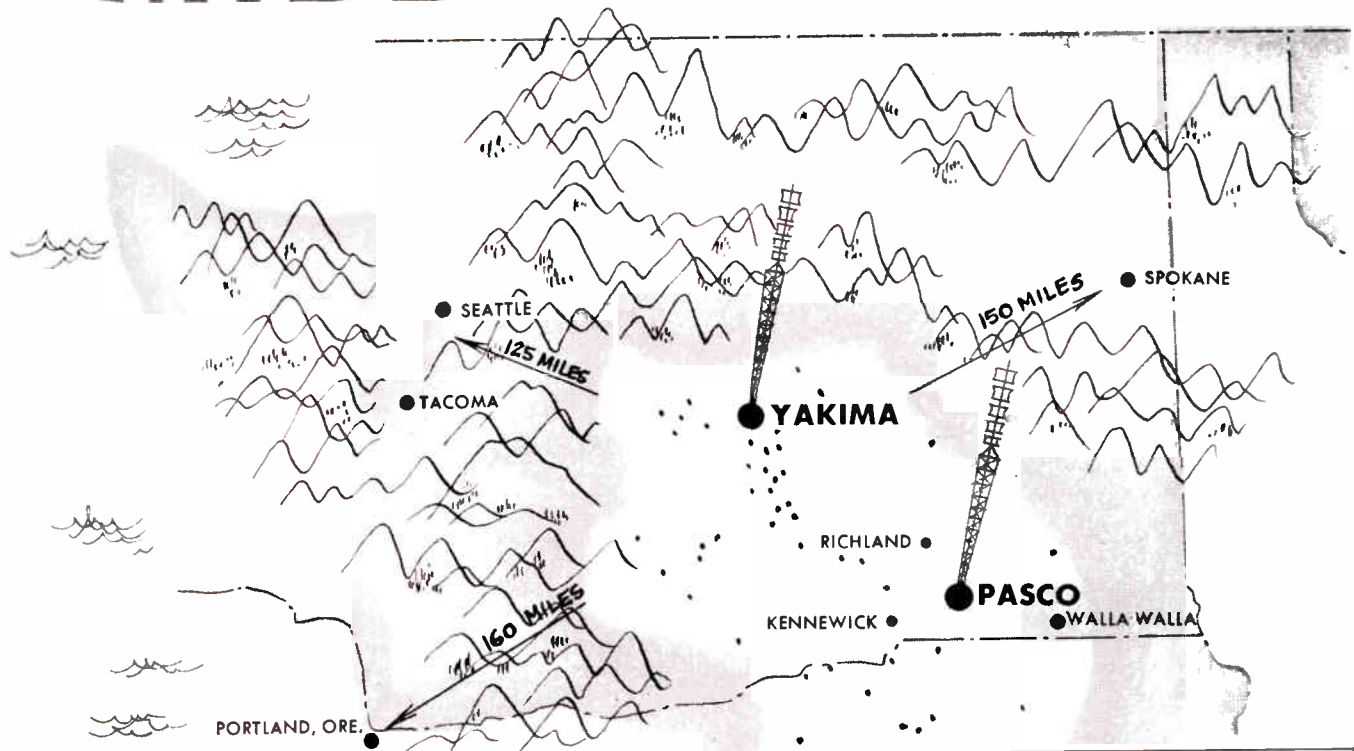 SEATTLE
125 MILES
TACOMA
YAKIMA
150 MILES
SPOKANE
RICHLAND
PASCO
KENNEWICK
WALLA WALLA
160 MILES
PORTLAND, ORE.